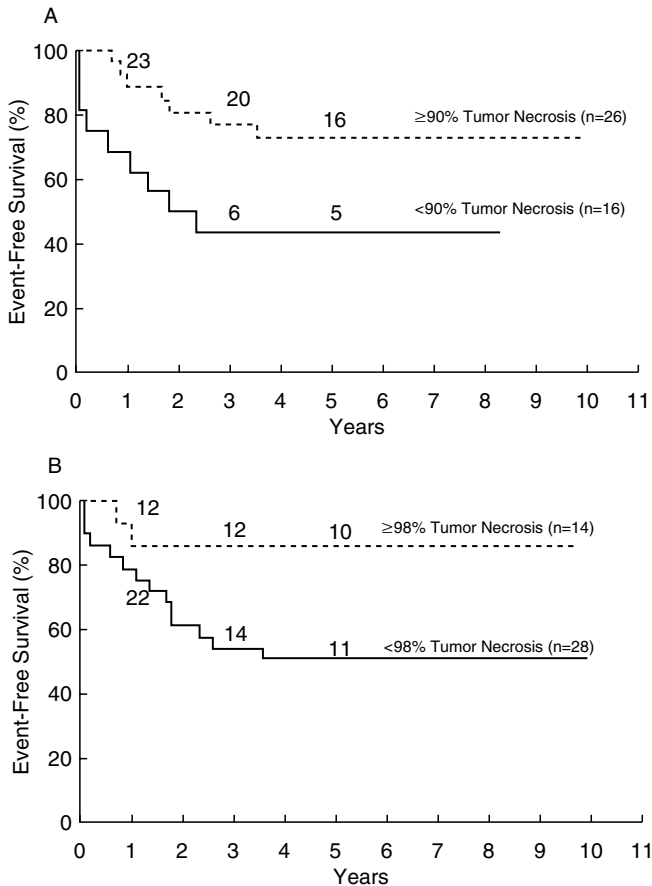 A
Event-Free Survival (%)
100
80
60
40
20
0
23
20
16
≥90% Tumor Necrosis (n=26)
6
5
<90% Tumor Necrosis (n=16)
0 1 2 3 4 5 6 7 8 9 10 11
Years
B
Event-Free Survival (%)
100
80
60
40
20
0
12
12
10
≥98% Tumor Necrosis (n=14)
22
14
11
<98% Tumor Necrosis (n=28)
0 1 2 3 4 5 6 7 8 9 10 11
Years